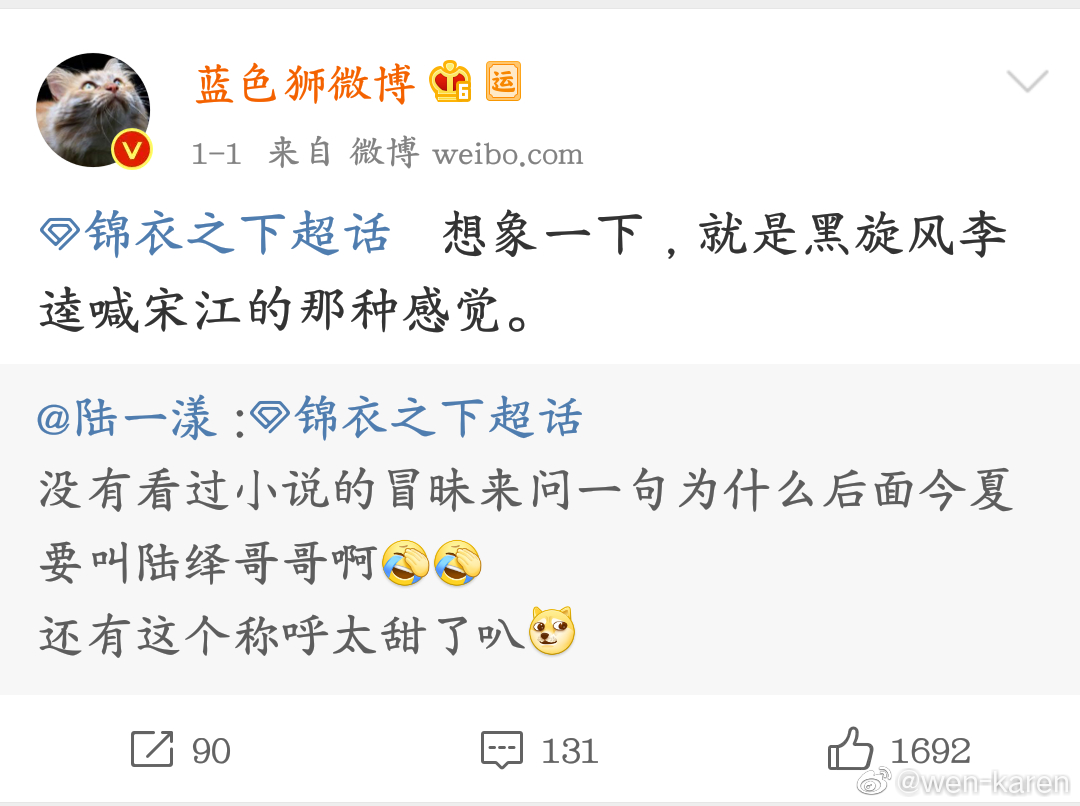 蓝色狮微博 运
1-1 来自 微博 weibo.com
锦衣之下超话 想象一下，就是黑旋风李
逵喊宋江的那种感觉。
@陆一漾:锦衣之下超话
没有看过小说的冒昧来问一句为什么后面今夏
要叫陆绎哥哥啊
还有这个称呼太甜了叭
90 131 1692
@wen-karen